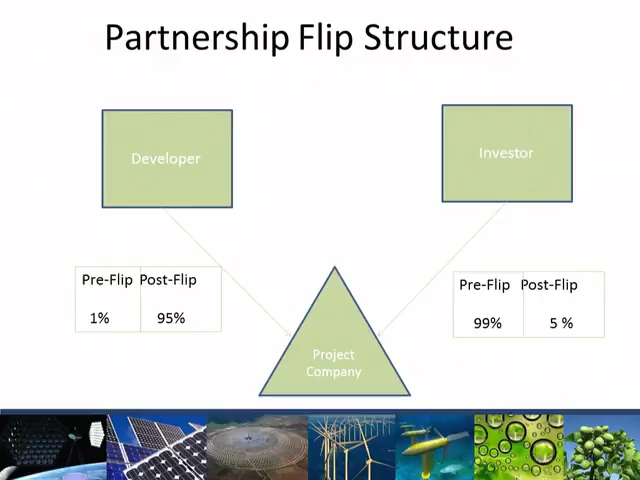 Partnership Flip Structure
Developer
Investor
Pre-Flip Post-Flip
1% 95%
Pre-Flip Post-Flip
99% 5 %
Project
Company